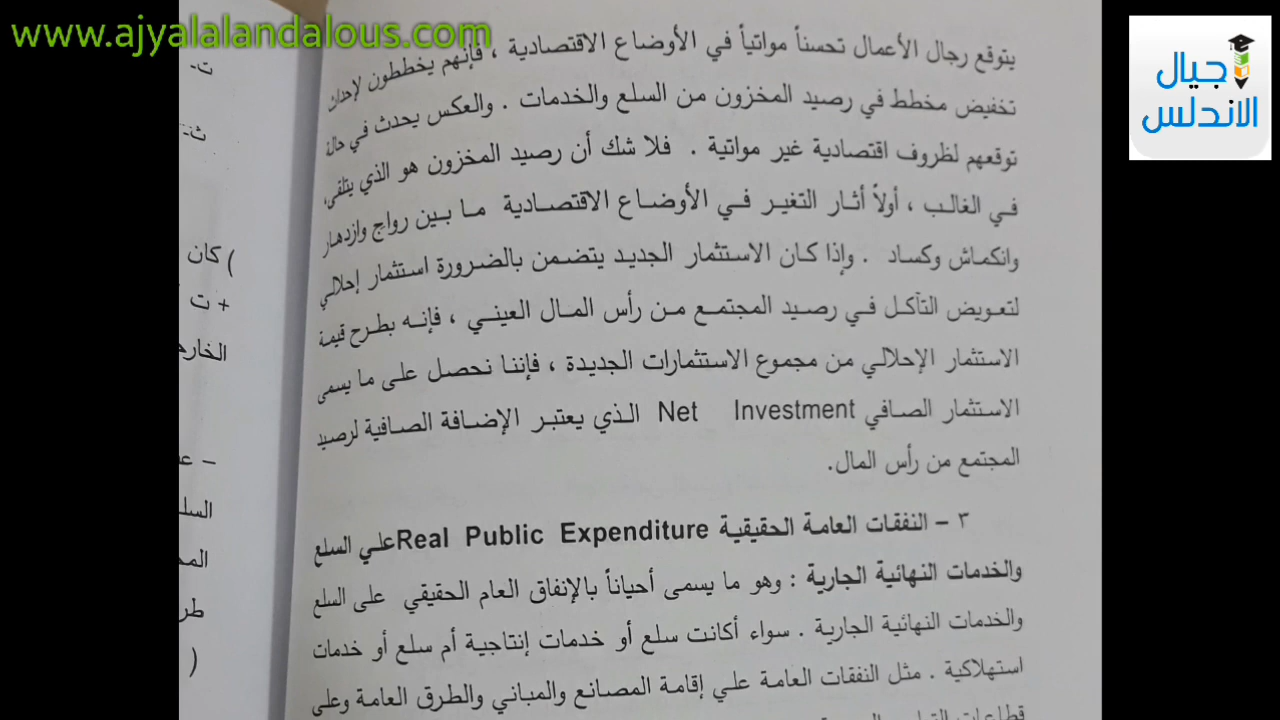 www.ajyalalandalous.com
اجيال
الاندلس
يتوقع رجال الأعمال تحسناً مواتياً في الأوضاع الاقتصادية ، فإنهم يخططون لإحداث
تخفيض مخطط في رصيد المخزون من السلع والخدمات . والعكس يحدث في حالة
توقعهم لظروف اقتصادية غير مواتية . فلا شك أن رصيد المخزون هو الذي يتلقى،
في الغالب ، أولاً أثار التغير في الأوضاع الاقتصادية ما بين رواج وازدهار
وانكماش وكساد . وإذا كان الاستثمار الجديد يتضمن بالضرورة استثمار إحلالي
لتعويض التآكل في رصيد المجتمع من رأس المال العيني ، فإنه بطرح قيمة
الاستثمار الإحلالي من مجموع الاستثمارات الجديدة ، فإننا نحصل على ما يسمى
الاستثمار الصافي Net Investment الذي يعتبر الإضافة الصافية لرصيد
المجتمع من رأس المال.
٣ – النفقات العامة الحقيقية Real Public Expenditure علي السلع
والخدمات النهائية الجارية : وهو ما يسمى أحياناً بالإنفاق العام الحقيقي على السلع
والخدمات النهائية الجارية . سواء أكانت سلع أو خدمات إنتاجية أم سلع أو خدمات
استهلاكية . مثل النفقات العامة علي إقامة المصانع والمباني والطرق العامة وعلى
ت-
ث-
) كان
+ ت
– عـ
السلـ
المـ
طر
(